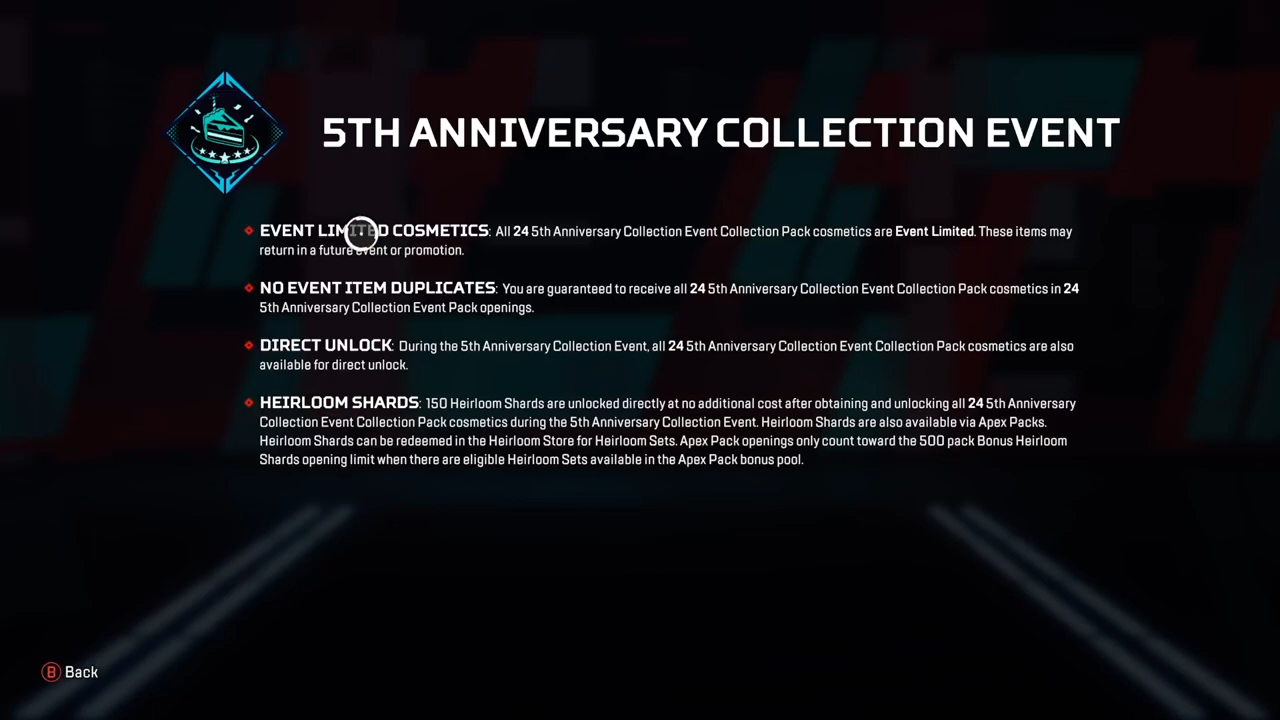 5TH ANNIVERSARY COLLECTION EVENT
EVENT LIMITED COSMETICS: All 24 5th Anniversary Collection Event Collection Pack cosmetics are Event Limited. These items may
return in a future event or promotion.
NO EVENT ITEM DUPLICATES: You are guaranteed to receive all 24 5th Anniversary Collection Event Collection Pack cosmetics in 24
5th Anniversary Collection Event Pack openings.
DIRECT UNLOCK: During the 5th Anniversary Collection Event, all 24 5th Anniversary Collection Event Collection Pack cosmetics are also
available for direct unlock.
HEIRLOOM SHARDS: 150 Heirloom Shards are unlocked directly at no additional cost after obtaining and unlocking all 24 5th Anniversary
Collection Event Collection Pack cosmetics during the 5th Anniversary Collection Event. Heirloom Shards are also available via Apex Packs.
Heirloom Shards can be redeemed in the Heirloom Store for Heirloom Sets. Apex Pack openings only count toward the 500 pack Bonus Heirloom
Shards opening limit when there are eligible Heirloom Sets available in the Apex Pack bonus pool.
B Back